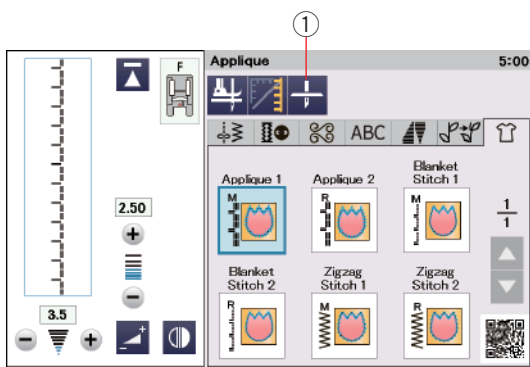 ①
F
Applique
5:00
ABC
Applique 1
Applique 2
Blanket
Stitch 1
M
R
M
2.50
1
1
Blanket
Stitch 2
Zigzag
Stitch 1
Zigzag
Stitch 2
R
M
R
3.5